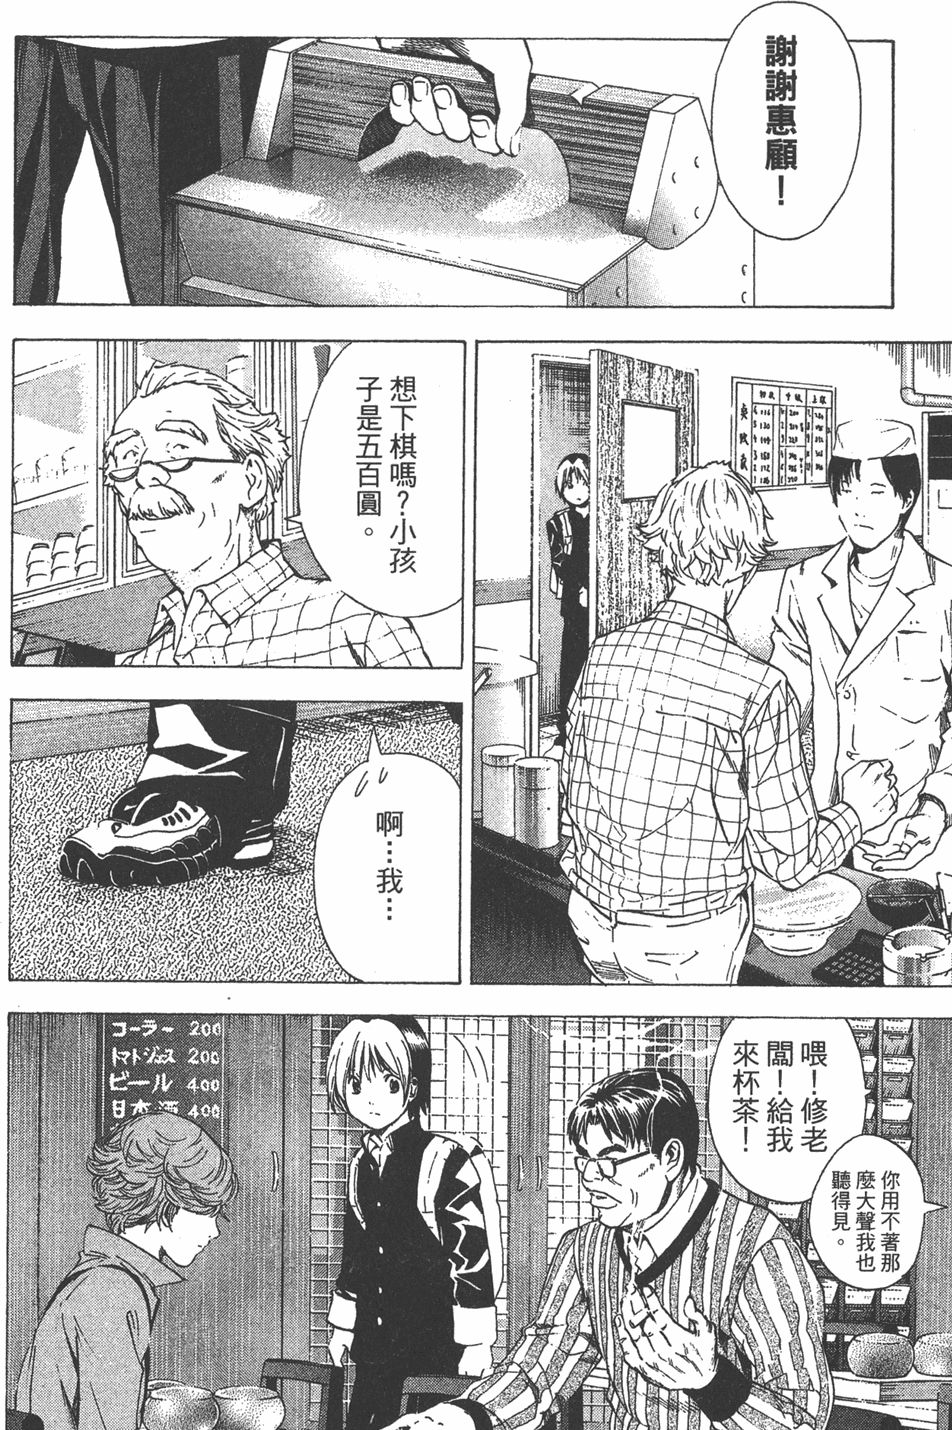 謝謝惠顧！
想下棋嗎？小孩
子是五百圓。
啊…我…
喂！修老
闆！給我
來杯茶！
你用不著那
麼大聲我也
聽得見。
コーラー 200
トマトジュース 200
ビール 400
日本酒 400